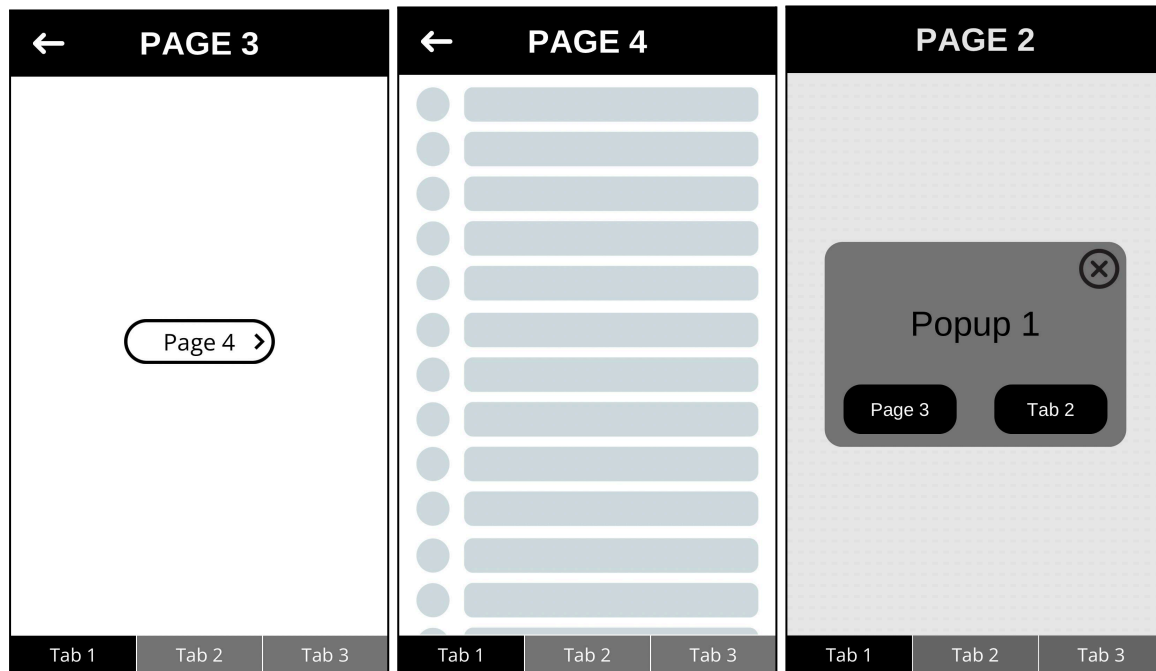 PAGE 3
Page 4
Tab 1 Tab 2 Tab 3
PAGE 4
Tab 1 Tab 2 Tab 3
PAGE 2
Popup 1
Page 3 Tab 2
Tab 1 Tab 2 Tab 3